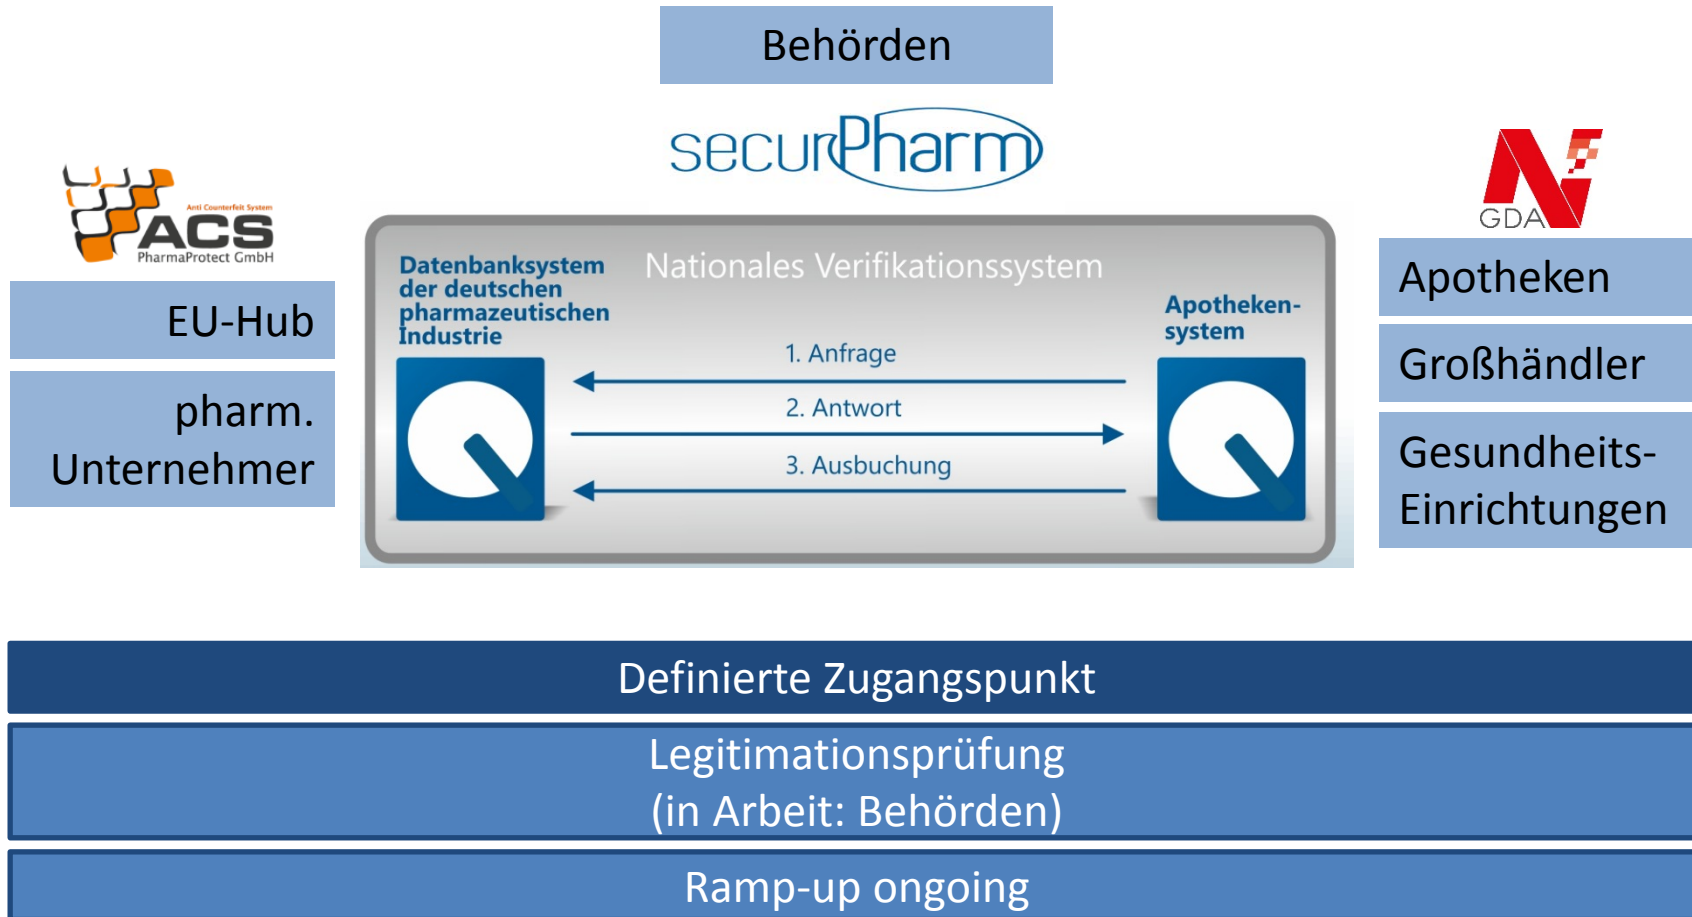 Behörden
securPharm
Anti Counterfeit System
ACS
PharmaProtect GmbH
EU-Hub
pharm.
Unternehmer
Nationales Verifikationssystem
Datenbanksystem
der deutschen
pharmazeutischen
Industrie
1. Anfrage
2. Antwort
3. Ausbuchung
Apotheken-
system
N
GDA
Apotheken
Großhändler
Gesundheits-
Einrichtungen
Definierte Zugangspunkt
Legitimationsprüfung
(in Arbeit: Behörden)
Ramp-up ongoing